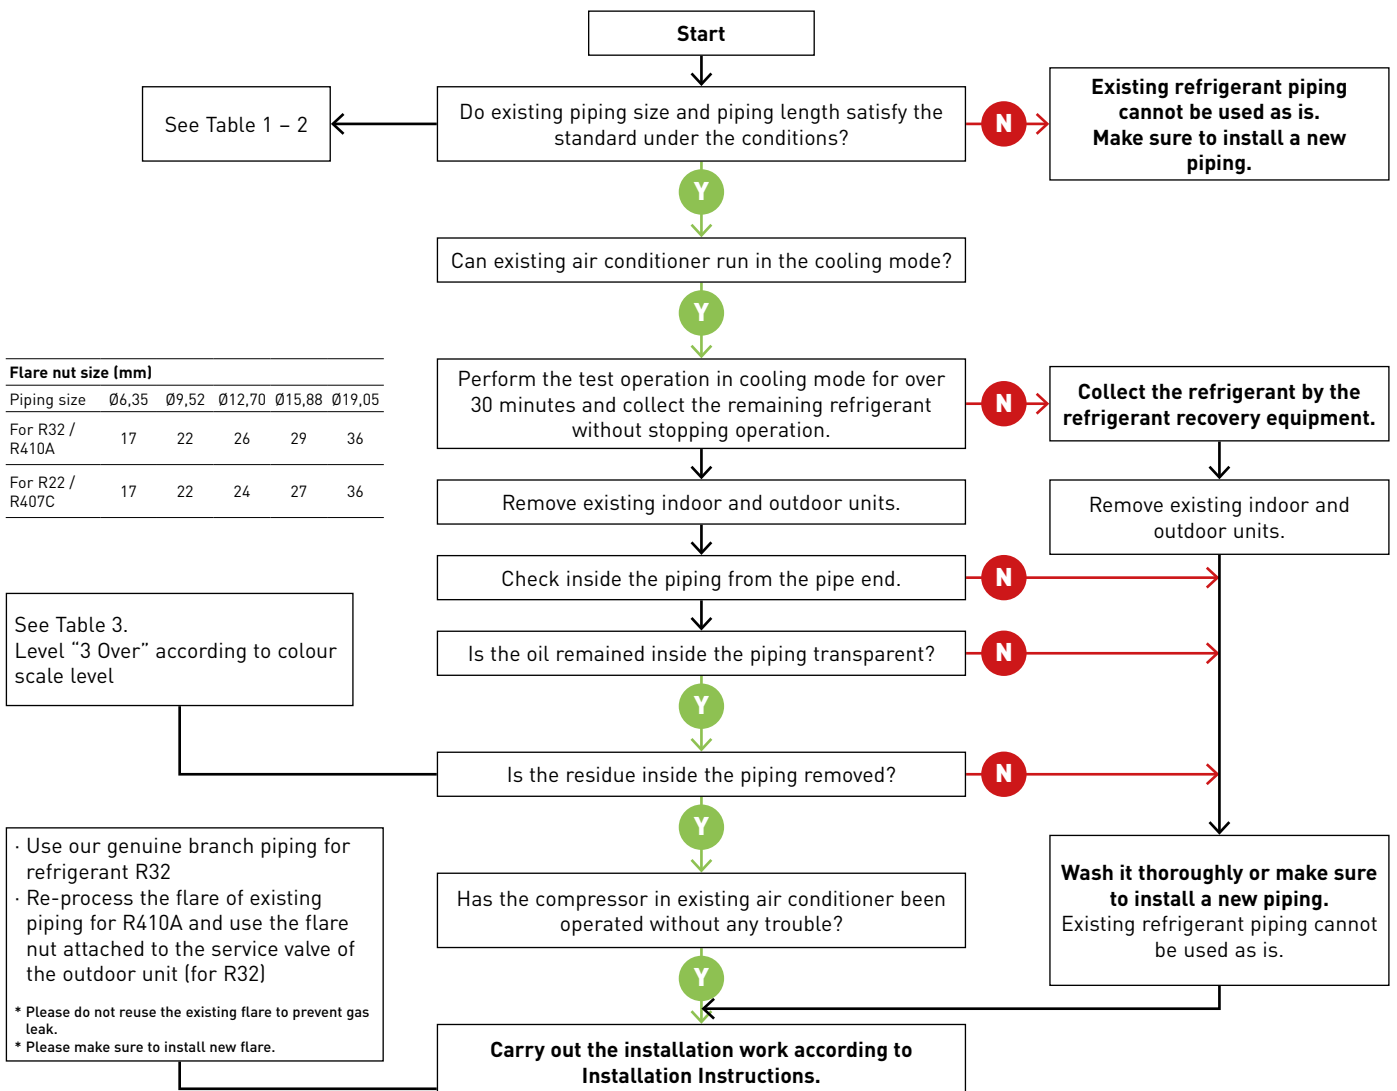 Start
See Table 1 – 2
Do existing piping size and piping length satisfy the
standard under the conditions?
N
Existing refrigerant piping
cannot be used as is.
Make sure to install a new
piping.
Y
Can existing air conditioner run in the cooling mode?
Y
Flare nut size (mm)
Piping size Ø6,35 Ø9,52 Ø12,70 Ø15,88 Ø19,05
For R32 /
R410A
17 22 26 29 36
For R22 /
R407C
17 22 24 27 36
Perform the test operation in cooling mode for over
30 minutes and collect the remaining refrigerant
without stopping operation.
N
Collect the refrigerant by the
refrigerant recovery equipment.
Remove existing indoor and outdoor units.
Remove existing indoor and
outdoor units.
Check inside the piping from the pipe end.
N
See Table 3.
Level “3 Over” according to colour
scale level
Is the oil remained inside the piping transparent?
N
Y
Is the residue inside the piping removed?
N
Y
· Use our genuine branch piping for
refrigerant R32
· Re-process the flare of existing
piping for R410A and use the flare
nut attached to the service valve of
the outdoor unit (for R32)
* Please do not reuse the existing flare to prevent gas
leak.
* Please make sure to install new flare.
Has the compressor in existing air conditioner been
operated without any trouble?
Wash it thoroughly or make sure
to install a new piping.
Existing refrigerant piping cannot
be used as is.
Y
Carry out the installation work according to
Installation Instructions.